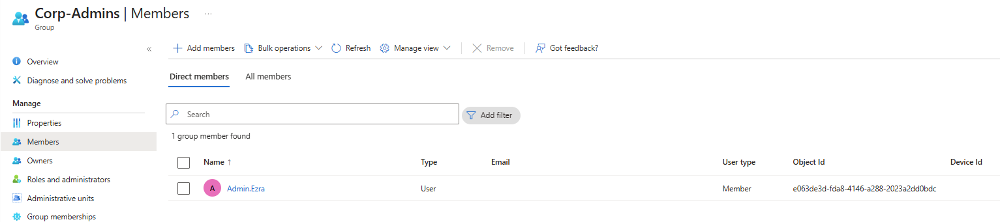 Corp-Admins | Members ...
Group
«
Overview
Diagnose and solve problems
Manage
Properties
Members
Owners
Roles and administrators
Administrative units
Group memberships
Add members Bulk operations Refresh Manage view Remove Got feedback?
Direct members All members
Search Add filter
1 group member found
Name ↑ Type Email User type Object Id Device Id
A Admin.Ezra User Member e063de3d-fda8-4146-a288-2023a2dd0bdc